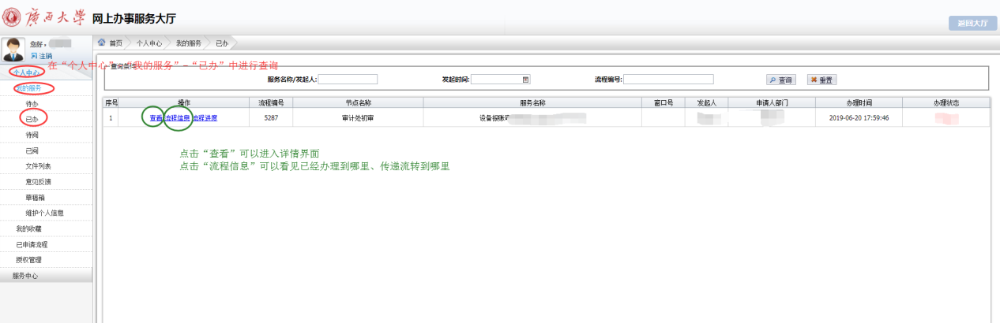 廣西大學 网上办事服务大厅
返回大厅
您好，
注销
首页 个人中心 我的服务 已办
在“个人中心”-“我的服务”-“已办”中进行查询
查询条件
服务名称/发起人: 发起时间: 流程编号: 查询 重置
个人中心
我的服务
待办
已办
待阅
已阅
文件列表
意见反馈
草稿箱
维护个人信息
我的收藏
已申请流程
授权管理
服务中心
序号 操作 流程编号 节点名称 服务名称 窗口号 发起人 申请人部门 办理时间 办理状态
1 查看 流程信息 流程进度 5287 审计处初审 设备报账 2019-06-20 17:59:46
点击“查看”可以进入详情界面
点击“流程信息”可以看见已经办理到哪里、传递流转到哪里